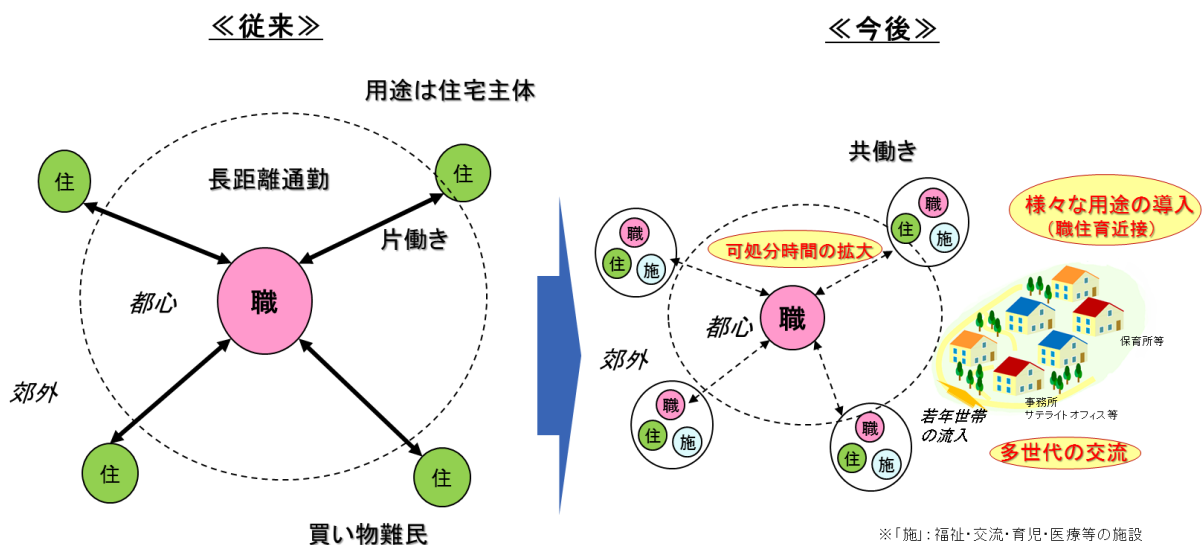 ≪従来≫
用途は住宅主体
住
住
長距離通勤
片働き
職
都心
郊外
住
住
買い物難民
≪今後≫
共働き
様々な用途の導入
（職住育近接）
職
住
施
職
住
施
可処分時間の拡大
職
都心
郊外
保育所等
事務所
サテライトオフィス等
若年世帯
の流入
職
住
施
職
住
施
多世代の交流
※「施」：福祉・交流・育児・医療等の施設